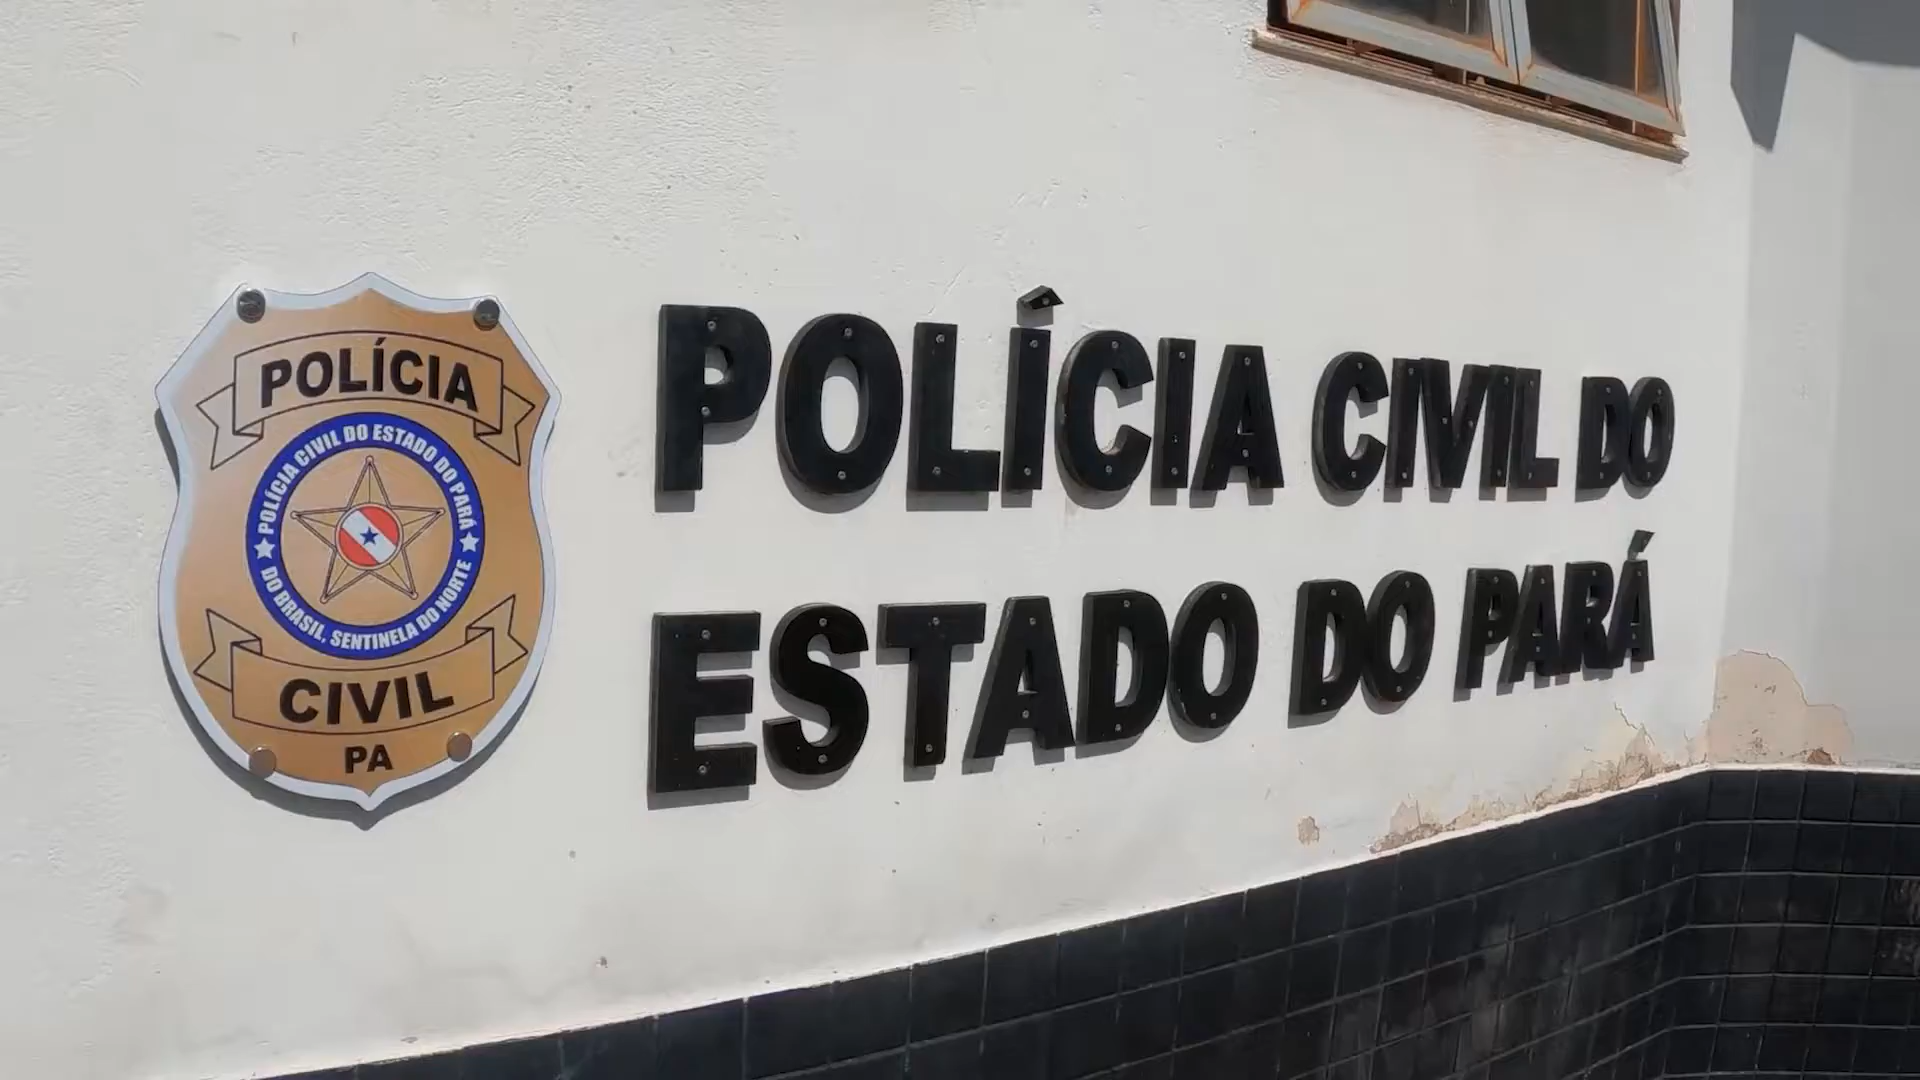 POLÍCIA
POLÍCIA CIVIL DO ESTADO DO PARÁ
DO BRASIL, SENTINELA DO NORTE
CIVIL
PA
POLÍCIA CIVIL DO
ESTADO DO PARÁ